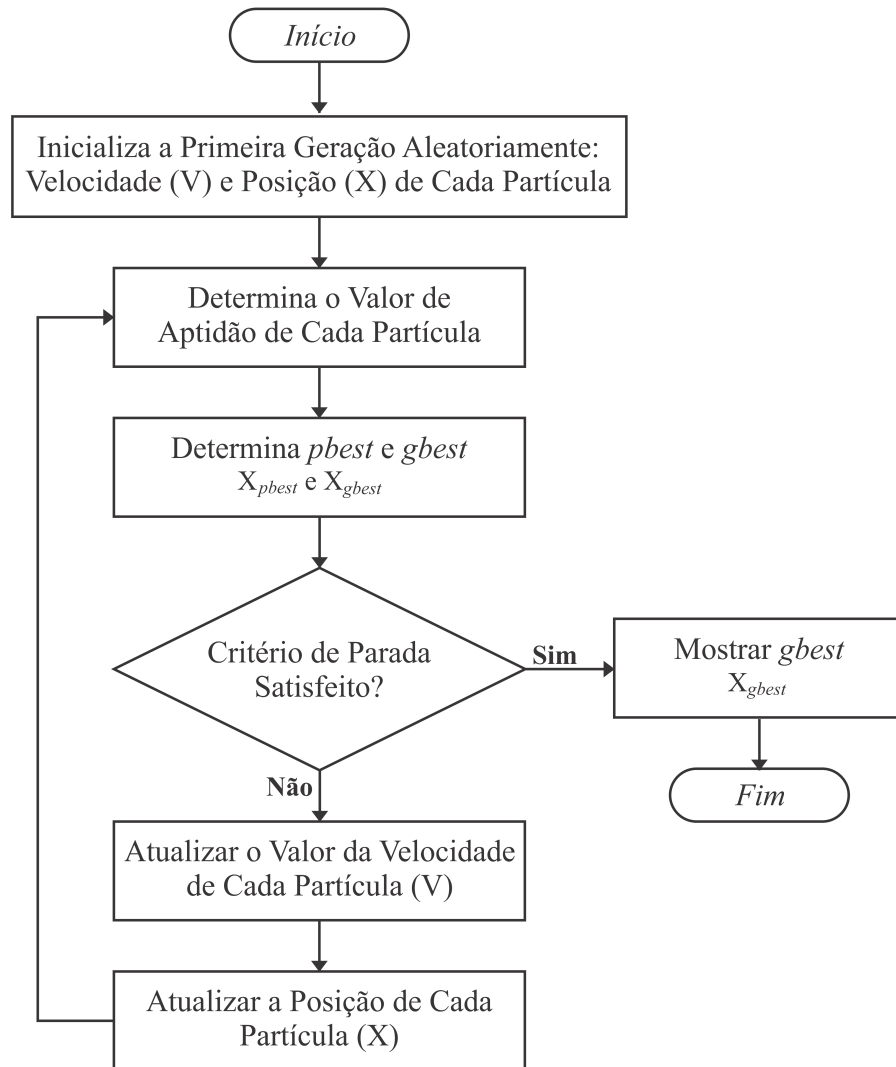 Início
Inicializa a Primeira Geração Aleatoriamente:
Velocidade (V) e Posição (X) de Cada Partícula
Determina o Valor de
Aptidão de Cada Partícula
Determina pbest e gbest
Xpbest e Xgbest
Critério de Parada
Satisfeito?
Sim
Mostrar gbest
Xgbest
Fim
Não
Atualizar o Valor da Velocidade
de Cada Partícula (V)
Atualizar a Posição de Cada
Partícula (X)